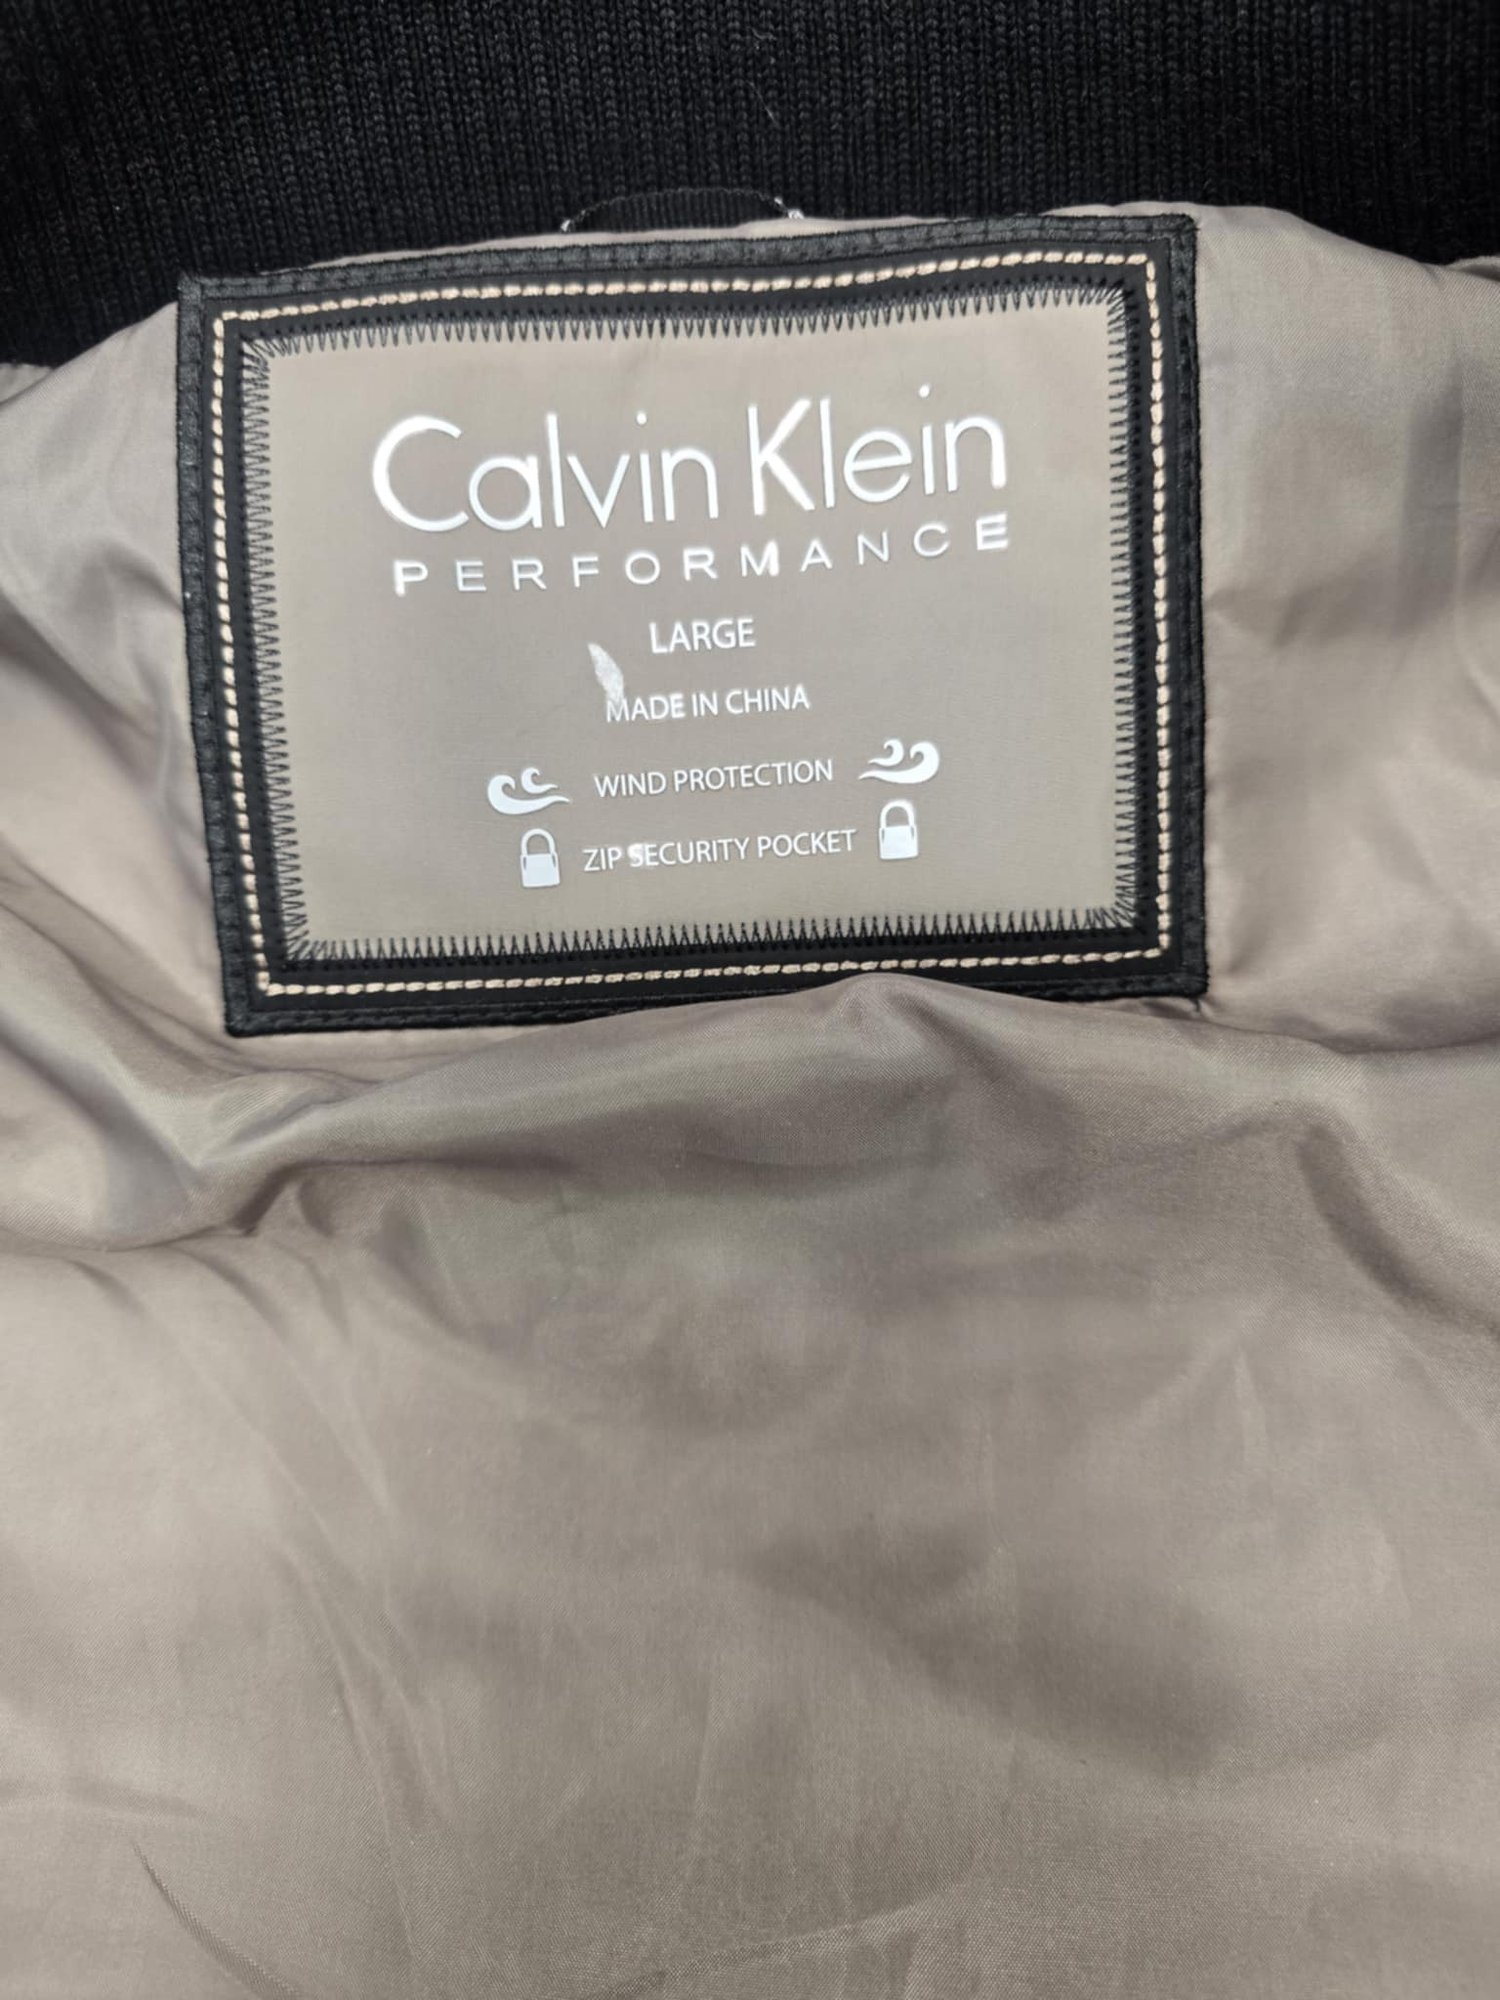 Calvin Klein
PERFORMANCE
LARGE
MADE IN CHINA
WIND PROTECTION
ZIP SECURITY POCKET